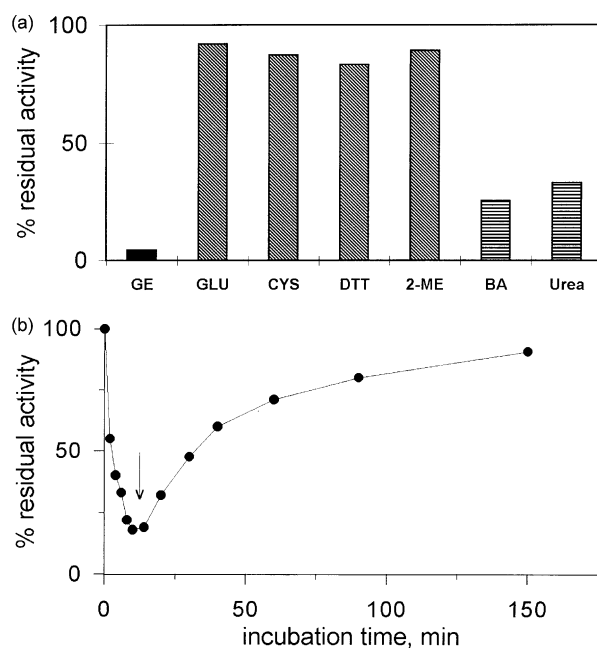 (a)
100
50
0
% residual activity
GE GLU CYS DTT 2-ME BA Urea
(b)
100
50
0
% residual activity
0 50 100 150
incubation time, min